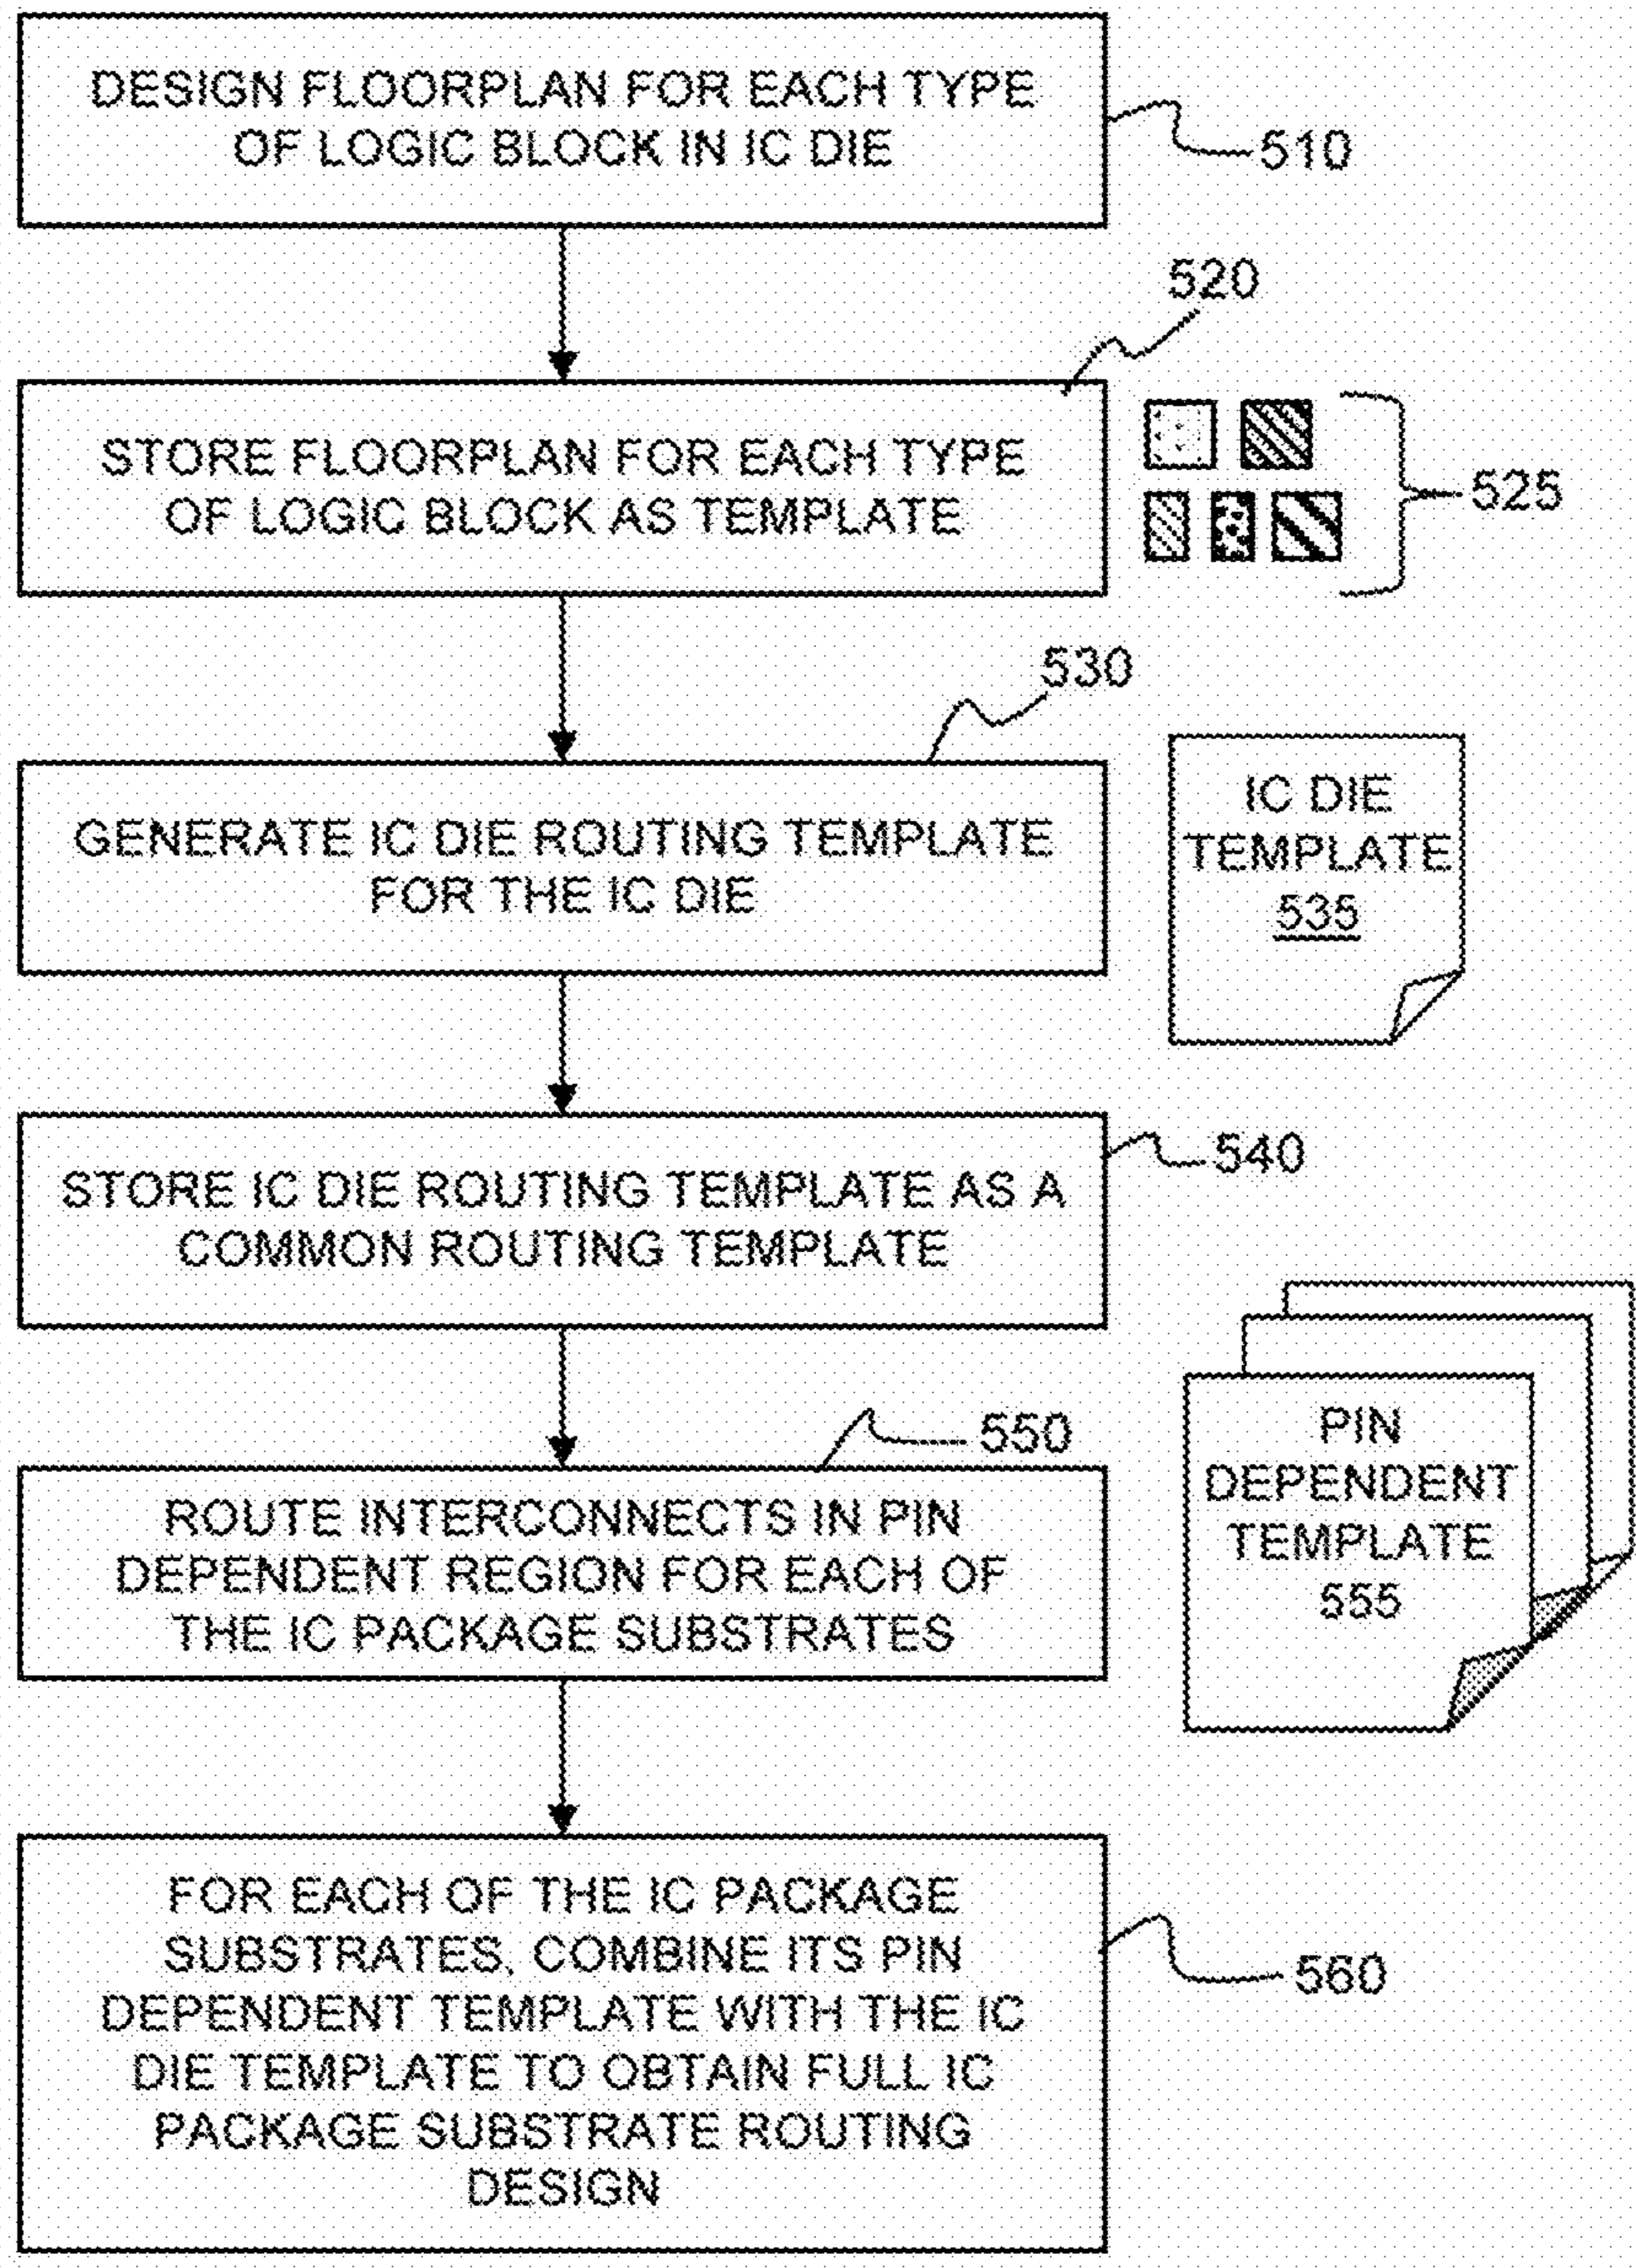 DESIGN FLOORPLAN FOR EACH TYPE
OF LOGIC BLOCK IN IC DIE
510
520
STORE FLOORPLAN FOR EACH TYPE
OF LOGIC BLOCK AS TEMPLATE
525
530
GENERATE IC DIE ROUTING TEMPLATE
FOR THE IC DIE
IC DIE
TEMPLATE
535
STORE IC DIE ROUTING TEMPLATE AS A
COMMON ROUTING TEMPLATE
540
550
ROUTE INTERCONNECTS IN PIN
DEPENDENT REGION FOR EACH OF
THE IC PACKAGE SUBSTRATES
PIN
DEPENDENT
TEMPLATE
555
FOR EACH OF THE IC PACKAGE
SUBSTRATES, COMBINE ITS PIN
DEPENDENT TEMPLATE WITH THE IC
DIE TEMPLATE TO OBTAIN FULL IC
PACKAGE SUBSTRATE ROUTING
DESIGN
560